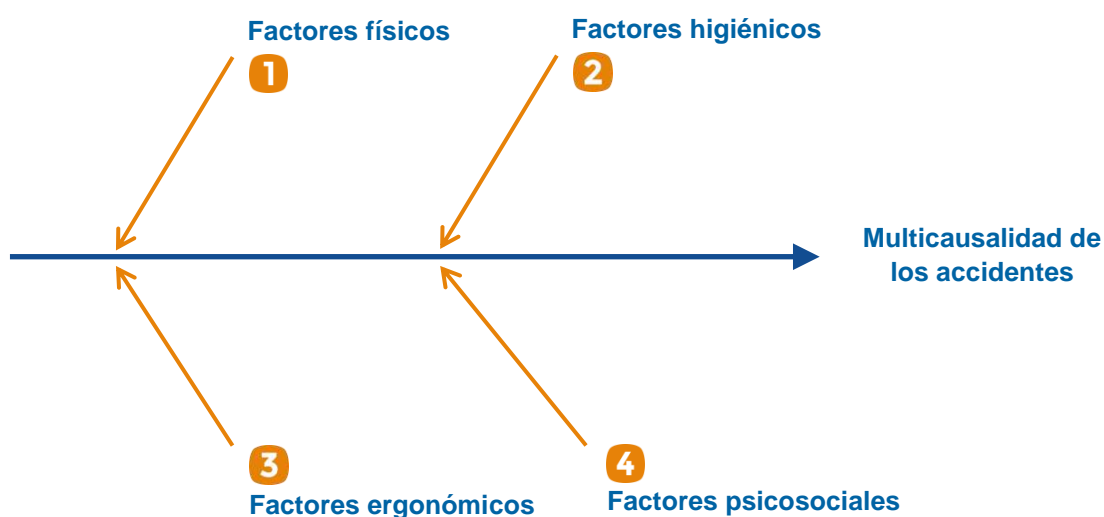 Factores físicos
1
Factores higiénicos
2
Multicausalidad de
los accidentes
3
Factores ergonómicos
4
Factores psicosociales